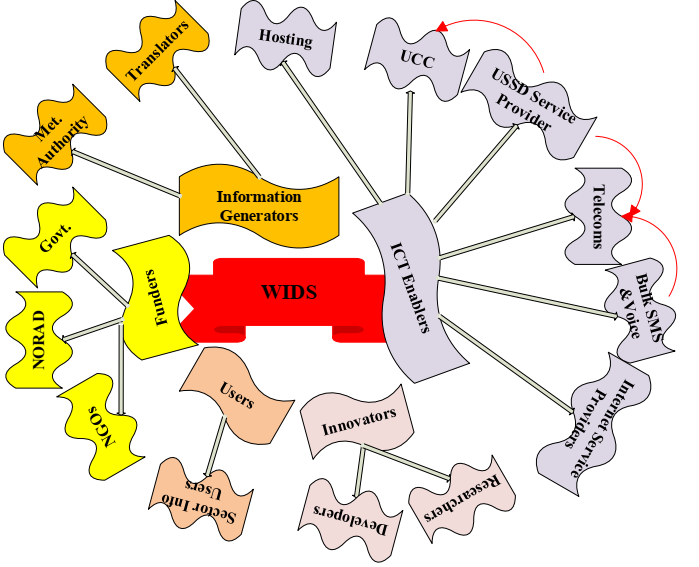 Translators
Hosting
UCC
USSD Service
Provider
Met.
Authority
Information
Generators
Telecoms
Govt.
Funders
WIDS
ICT Enablers
Bulk SMS
& Voice
NORAD
Users
Innovators
Internet Service
Providers
NGOs
Sector Info
Users
Developers
Researchers